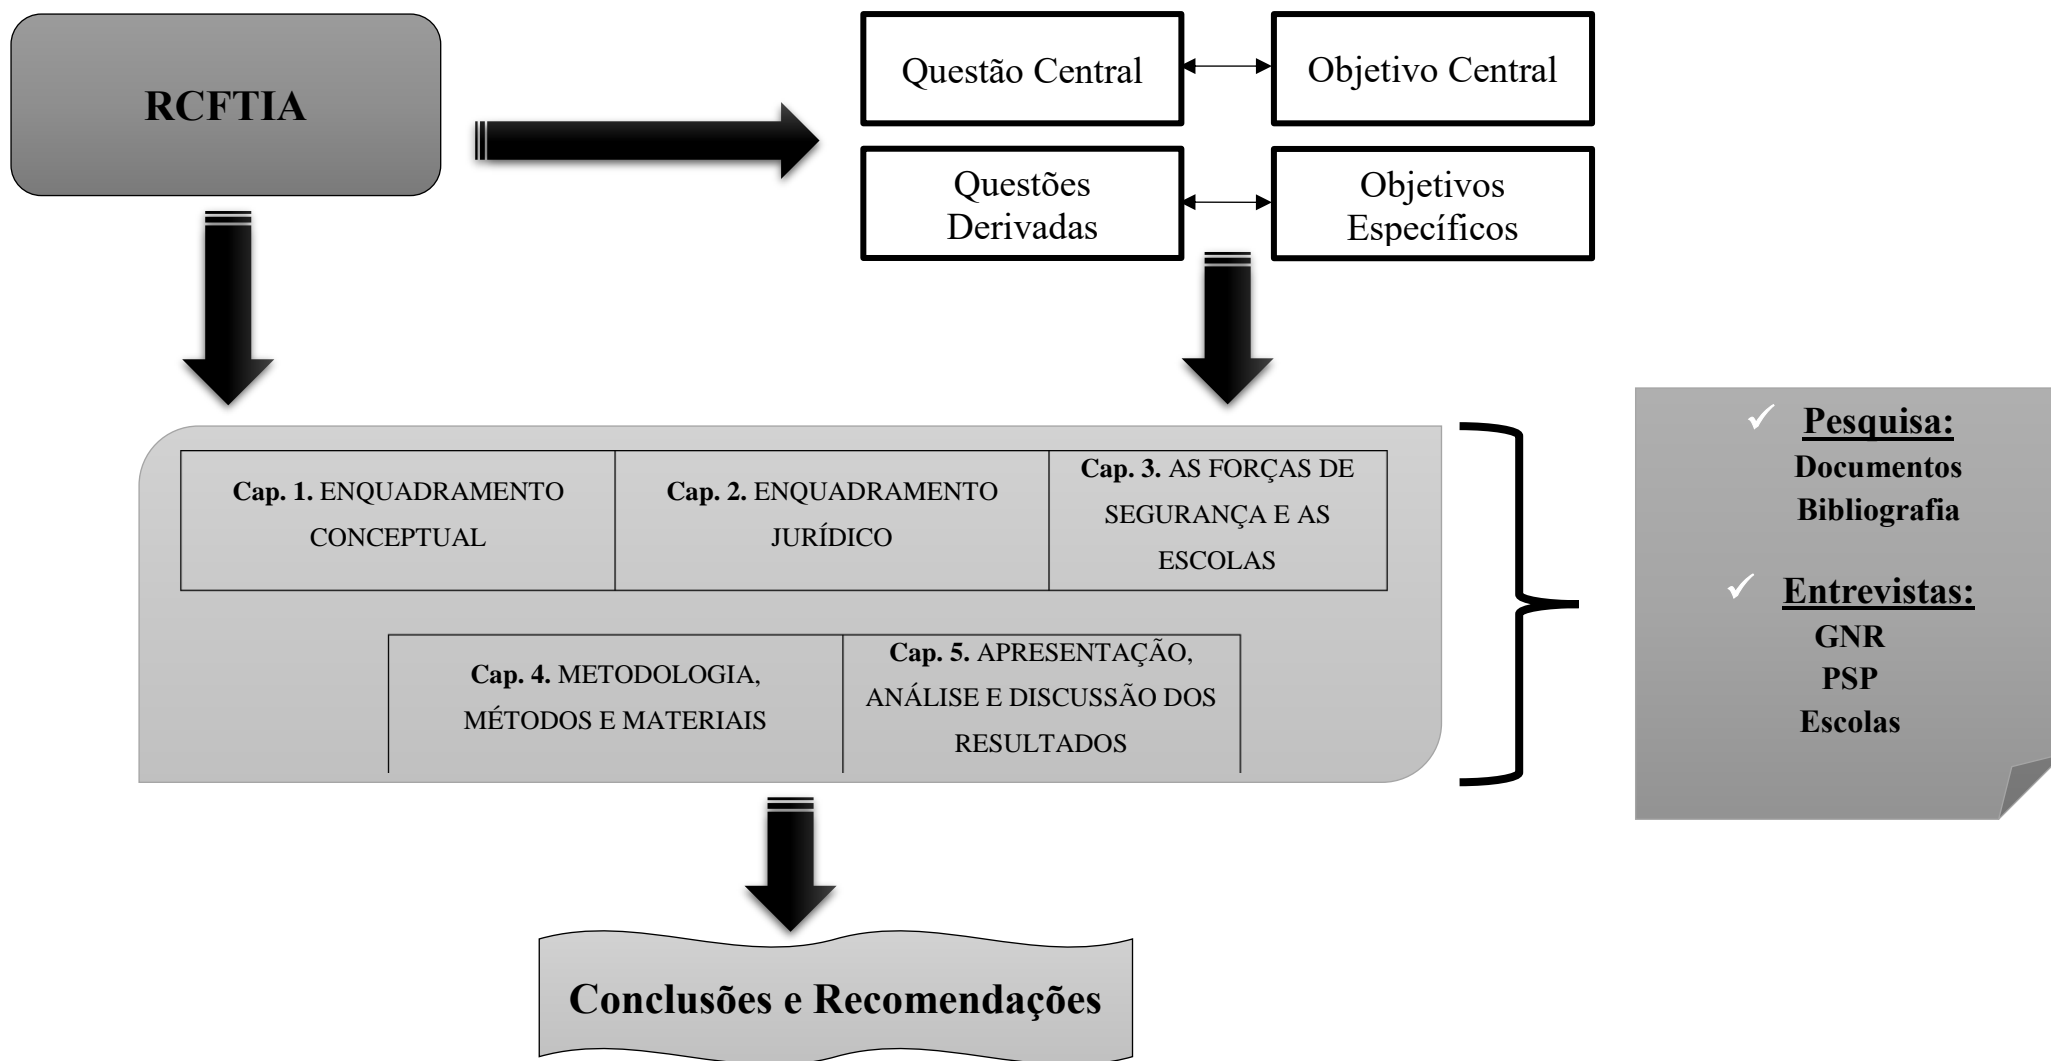 RCFTIA
Questão Central
Objetivo Central
Questões
Derivadas
Objetivos
Específicos
Cap. 1. ENQUADRAMENTO
CONCEPTUAL
Cap. 2. ENQUADRAMENTO
JURÍDICO
Cap. 3. AS FORÇAS DE
SEGURANÇA E AS
ESCOLAS
Cap. 4. METODOLOGIA,
MÉTODOS E MATERIAIS
Cap. 5. APRESENTAÇÃO,
ANÁLISE E DISCUSSÃO DOS
RESULTADOS
✓ Pesquisa:
Documentos
Bibliografia
✓ Entrevistas:
GNR
PSP
Escolas
Conclusões e Recomendações